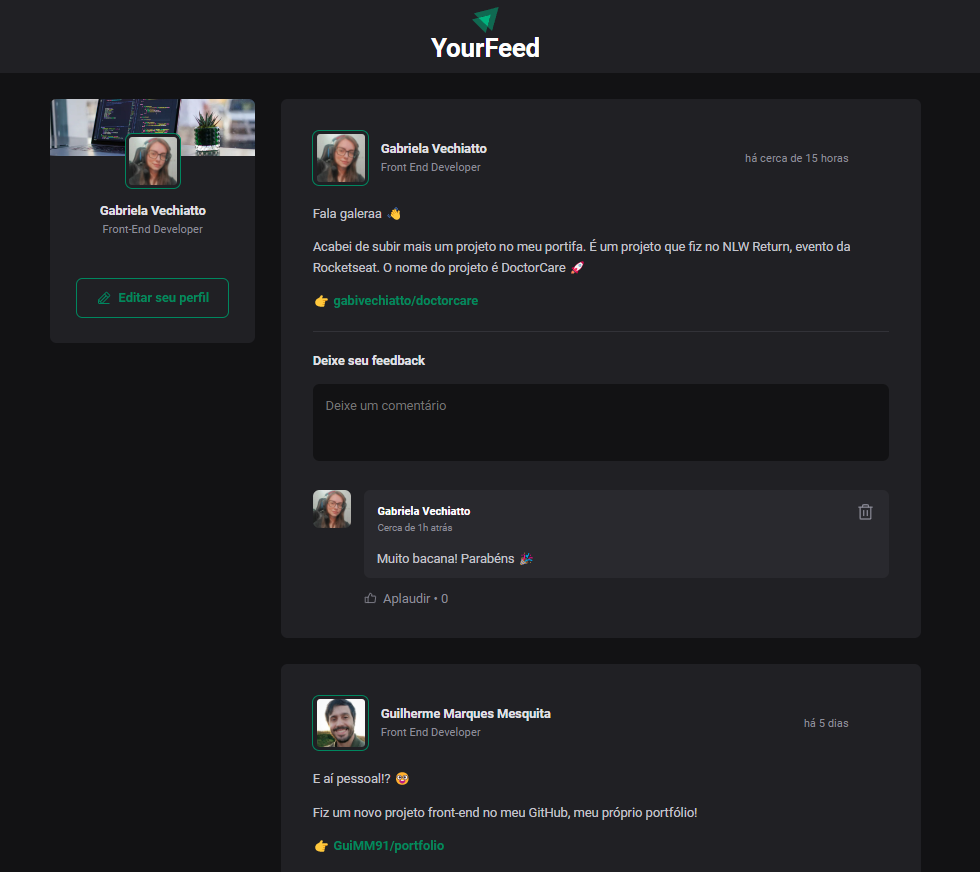 YourFeed
Gabriela Vechiatto
Front-End Developer
Editar seu perfil
Gabriela Vechiatto
Front End Developer
há cerca de 15 horas
Fala galeraa 👋
Acabei de subir mais um projeto no meu portifa. É um projeto que fiz no NLW Return, evento da
Rocketseat. O nome do projeto é DoctorCare 🚀
👉 gabivechiatto/doctorcare
Deixe seu feedback
Deixe um comentário
Gabriela Vechiatto
Cerca de 1h atrás
Muito bacana! Parabéns 🎉
Aplaudir • 0
Guilherme Marques Mesquita
Front End Developer
há 5 dias
E aí pessoal!? 🤪
Fiz um novo projeto front-end no meu GitHub, meu próprio portfólio!
👉 GuiMM91/portfolio